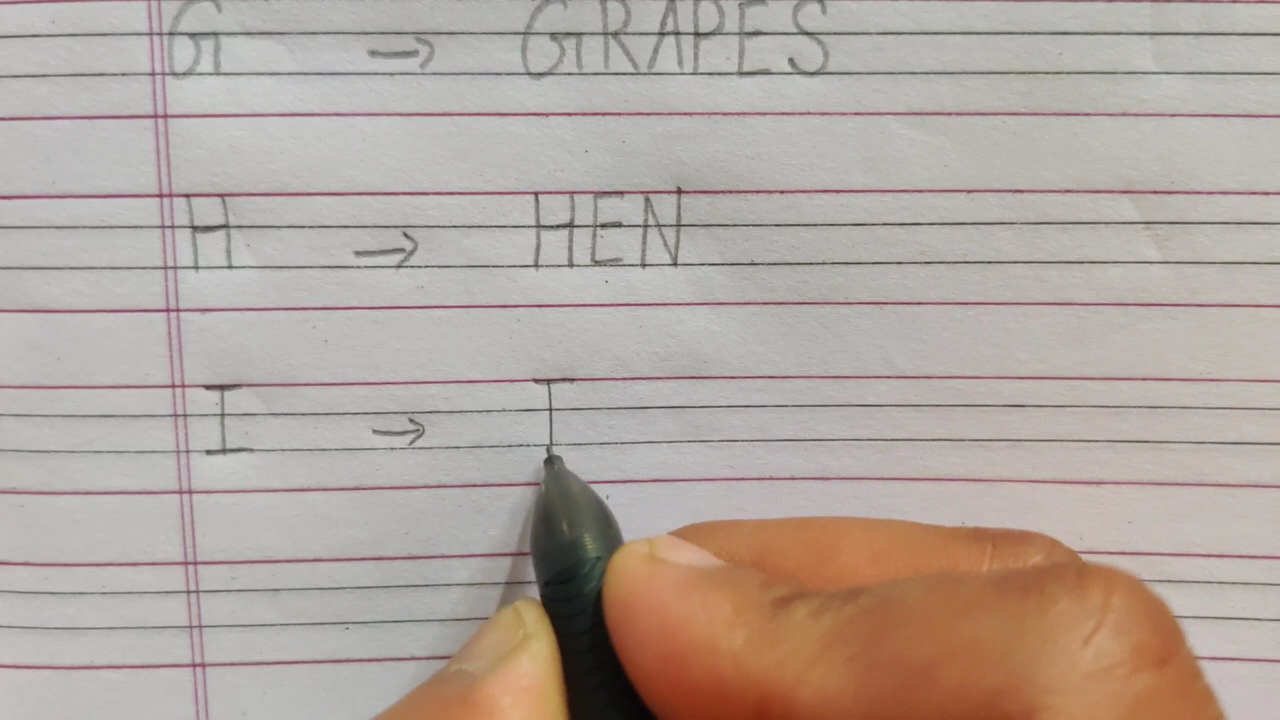 G → GRAPES
H → HEN
I → I